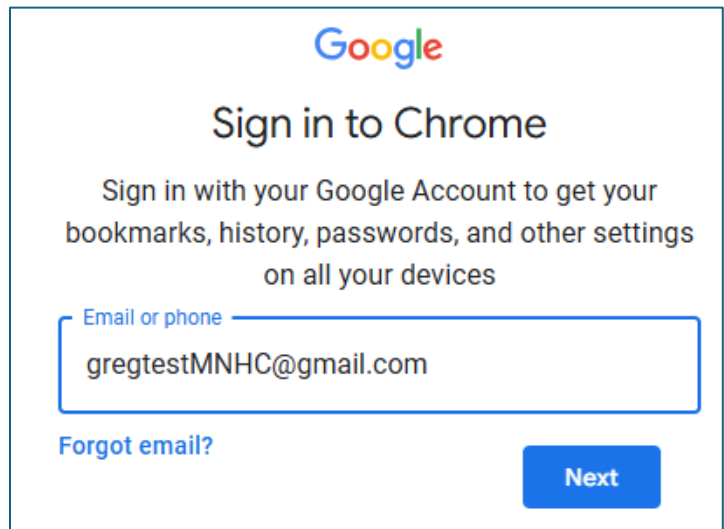 Google
Sign in to Chrome
Sign in with your Google Account to get your
bookmarks, history, passwords, and other settings
on all your devices
Email or phone
gregtestMNHC@gmail.com
Forgot email?
Next